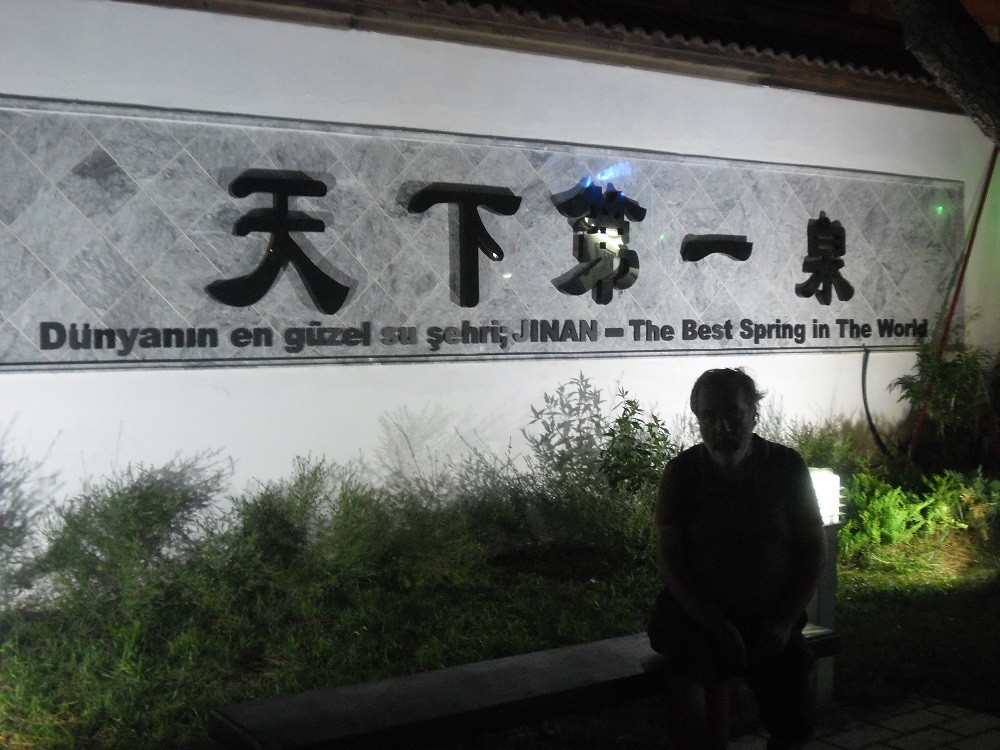 天下第一泉
Dünyanın en güzel su şehri; JINAN – The Best Spring in The World